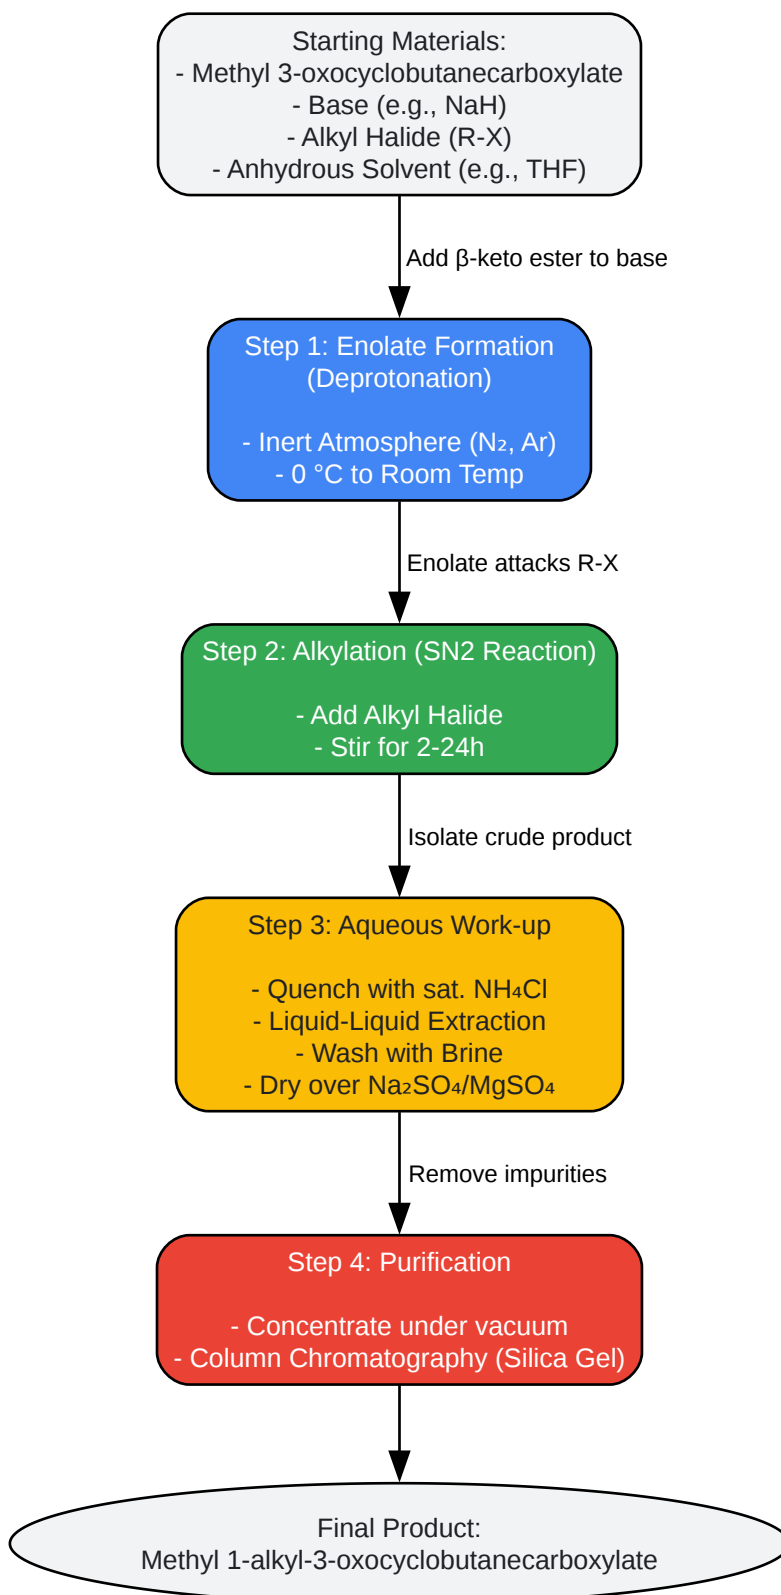 Starting Materials:
- Methyl 3-oxocyclobutanecarboxylate
- Base (e.g., NaH)
- Alkyl Halide (R-X)
- Anhydrous Solvent (e.g., THF)
Add β-keto ester to base
Step 1: Enolate Formation
(Deprotonation)
- Inert Atmosphere (N₂, Ar)
- 0 °C to Room Temp
Enolate attacks R-X
Step 2: Alkylation (SN2 Reaction)
- Add Alkyl Halide
- Stir for 2-24h
Isolate crude product
Step 3: Aqueous Work-up
- Quench with sat. NH₄Cl
- Liquid-Liquid Extraction
- Wash with Brine
- Dry over Na₂SO₄/MgSO₄
Remove impurities
Step 4: Purification
- Concentrate under vacuum
- Column Chromatography (Silica Gel)
Final Product:
Methyl 1-alkyl-3-oxocyclobutanecarboxylate